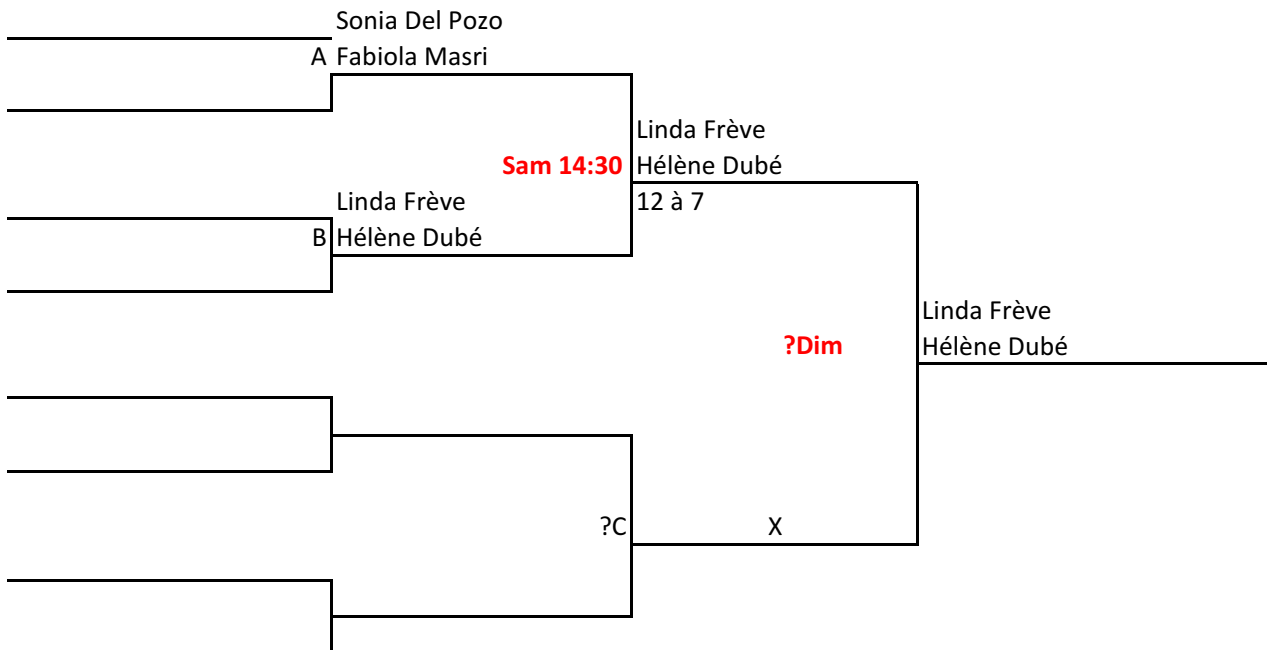 Sonia Del Pozo
A Fabiola Masri
Linda Frève
Sam 14:30 Hélène Dubé
Linda Frève 12 à 7
B Hélène Dubé
Linda Frève
?Dim Hélène Dubé
?C X